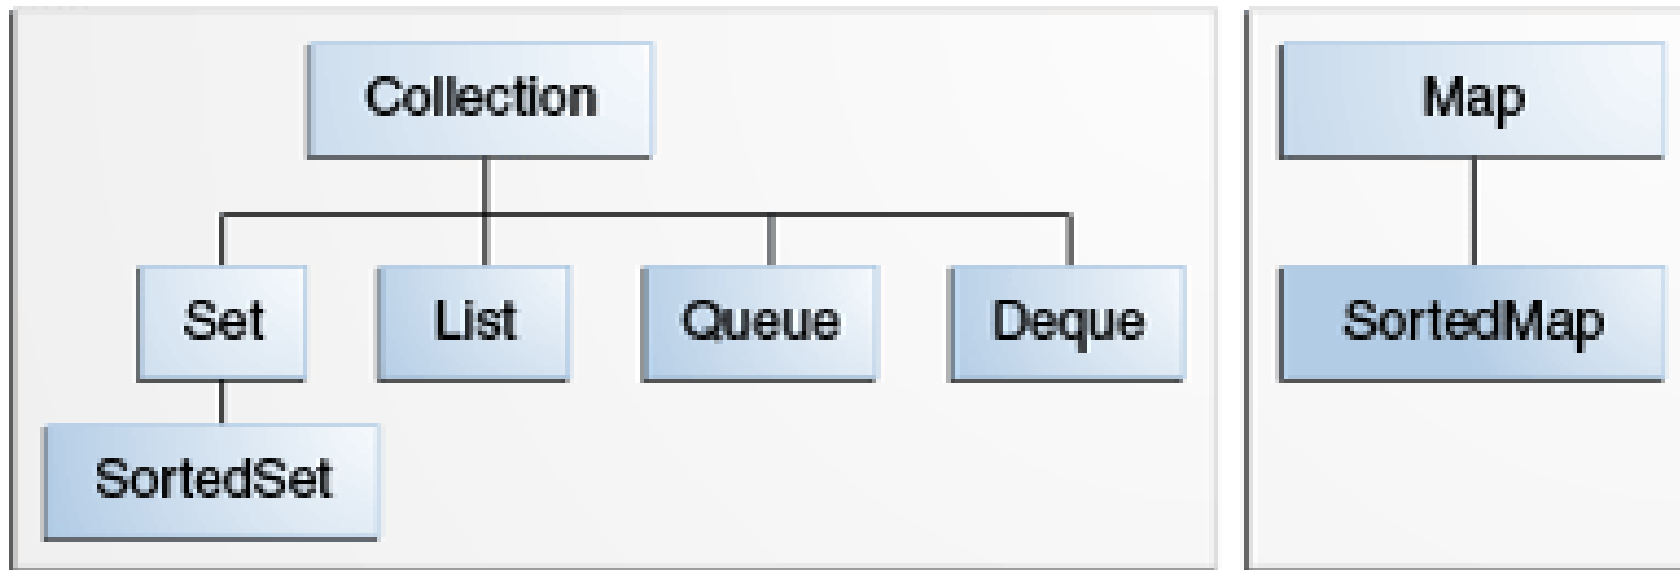 Collection
Map
Set
List
Queue
Deque
SortedMap
SortedSet